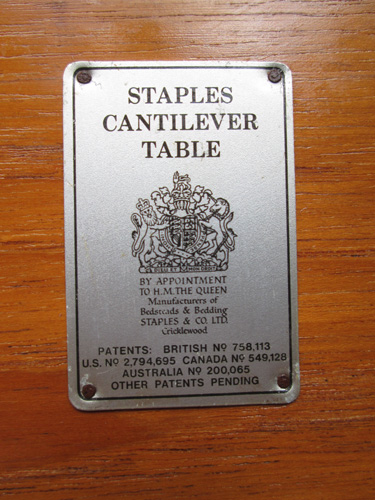 STAPLES
CANTILEVER
TABLE
BY APPOINTMENT
TO H.M. THE QUEEN
Manufacturers of
Bedsteads & Bedding
STAPLES & CO. LTD.
Cricklewood
PATENTS: BRITISH Nº 758,113
U.S. Nº 2,794,695 CANADA Nº 549,128
AUSTRALIA Nº 200,065
OTHER PATENTS PENDING